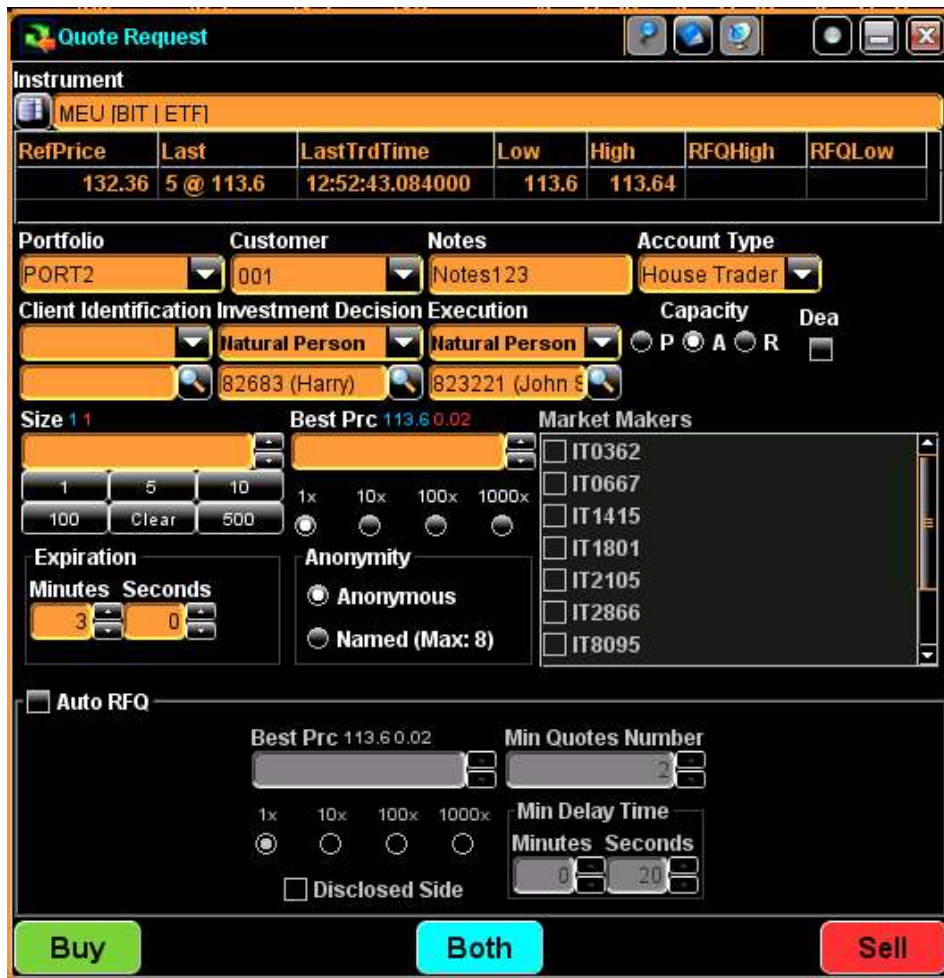 Quote Request
Instrument
MEU [BIT | ETF]
RefPrice Last LastTrdTime Low High RFQHigh RFQLow
132.36 5 @ 113.6 12:52:43.084000 113.6 113.64
Portfolio Customer Notes Account Type
PORT2 001 Notes123 House Trader
Client Identification Investment Decision Execution Capacity Dea
Natural Person Natural Person P A R
82683 (Harry) 823221 (John S
Size 1 1 Best Prc 113.6 0.02 Market Makers
IT0362
1 5 10 1x 10x 100x 1000x IT0667
100 Clear 500 IT1415
IT1801
Expiration Anonymity
Minutes Seconds Anonymous IT2105
3 0 IT2866
Named (Max: 8) IT8095
Auto RFQ
Best Prc 113.6 0.02 Min Quotes Number
2
1x 10x 100x 1000x Min Delay Time
Minutes Seconds
0 20
Disclosed Side
Buy Both Sell